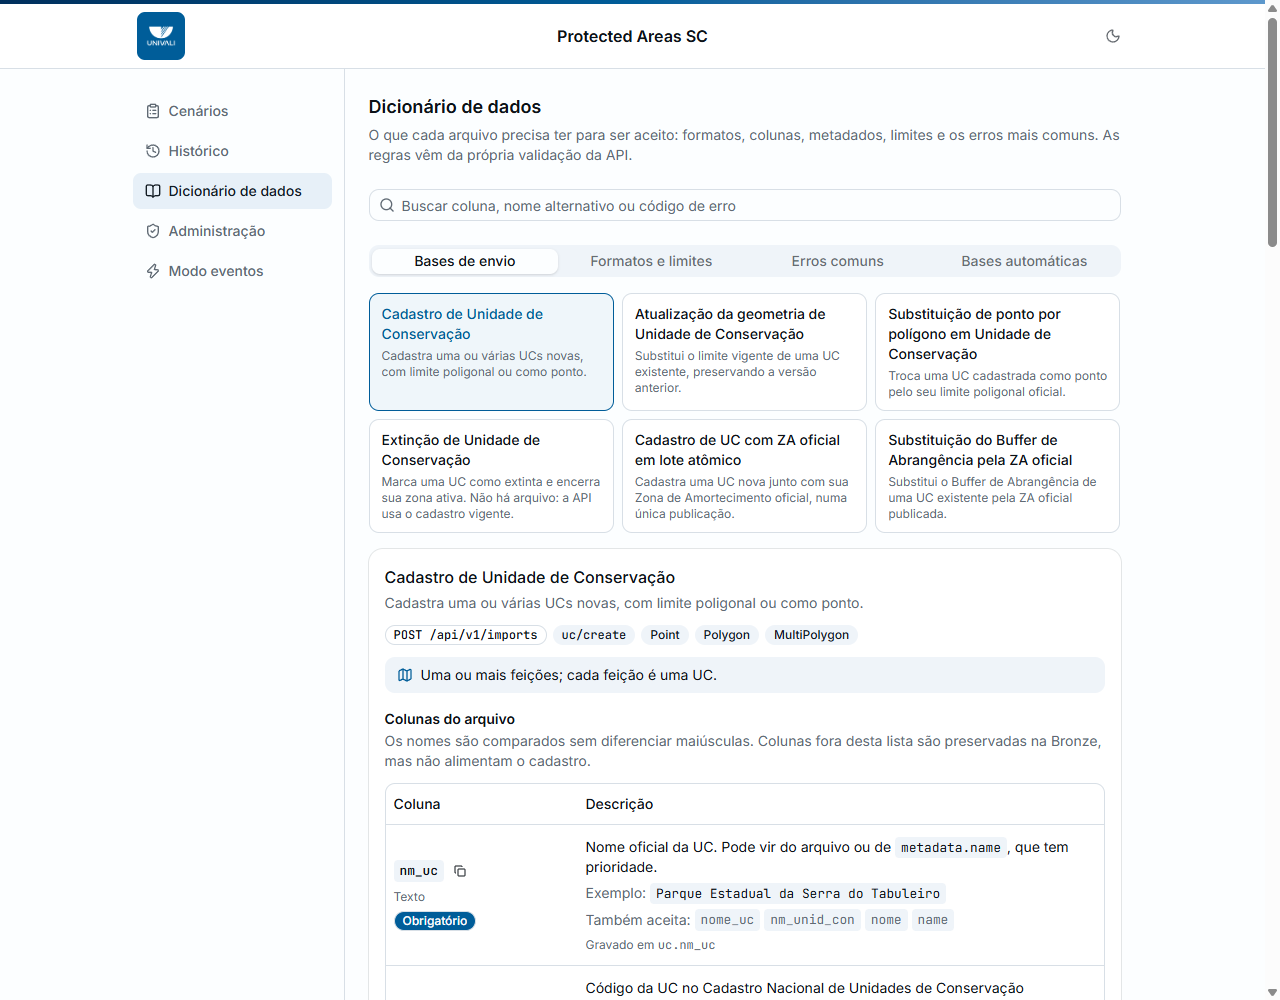 UNIVALI
Protected Areas SC
Cenários
Histórico
Dicionário de dados
Administração
Modo eventos
Dicionário de dados
O que cada arquivo precisa ter para ser aceito: formatos, colunas, metadados, limites e os erros mais comuns. As
regras vêm da própria validação da API.
Buscar coluna, nome alternativo ou código de erro
Bases de envio
Formatos e limites
Erros comuns
Bases automáticas
Cadastro de Unidade de
Conservação
Cadastra uma ou várias UCs novas,
com limite poligonal ou como ponto.
Atualização da geometria de
Unidade de Conservação
Substitui o limite vigente de uma UC
existente, preservando a versão
anterior.
Substituição de ponto por
polígono em Unidade de
Conservação
Troca uma UC cadastrada como ponto
pelo seu limite poligonal oficial.
Extinção de Unidade de
Conservação
Marca uma UC como extinta e encerra
sua zona ativa. Não há arquivo: a API
usa o cadastro vigente.
Cadastro de UC com ZA oficial
em lote atômico
Cadastra uma UC nova junto com sua
Zona de Amortecimento oficial, numa
única publicação.
Substituição do Buffer de
Abrangência pela ZA oficial
Substitui o Buffer de Abrangência de
uma UC existente pela ZA oficial
publicada.
Cadastro de Unidade de Conservação
Cadastra uma ou várias UCs novas, com limite poligonal ou como ponto.
POST /api/v1/imports uc/create Point Polygon MultiPolygon
Uma ou mais feições; cada feição é uma UC.
Colunas do arquivo
Os nomes são comparados sem diferenciar maiúsculas. Colunas fora desta lista são preservadas na Bronze,
mas não alimentam o cadastro.
Coluna Descrição
nm_uc
Texto
Obrigatório
Nome oficial da UC. Pode vir do arquivo ou de metadata.name, que tem
prioridade.
Exemplo: Parque Estadual da Serra do Tabuleiro
Também aceita: nome_uc nm_unid_con nome name
Gravado em uc.nm_uc
Código da UC no Cadastro Nacional de Unidades de Conservação